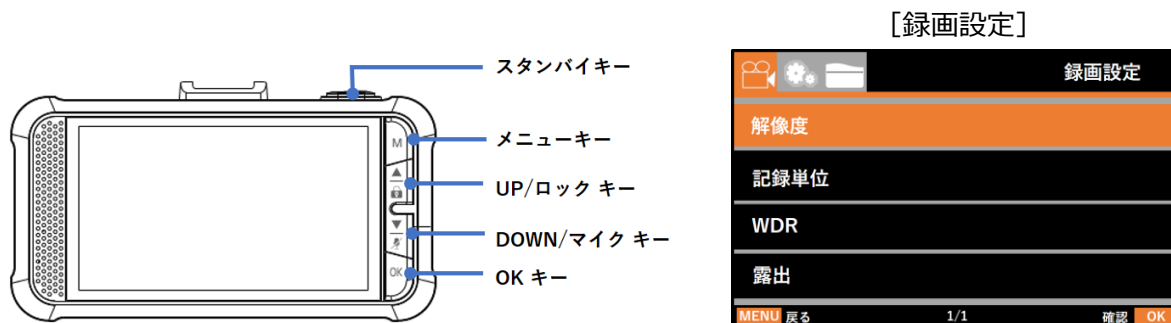 スタンバイキー
メニューキー
UP/ロック キー
DOWN/マイク キー
OK キー
M
OK
［録画設定］
録画設定
解像度
記録単位
WDR
露出
MENU 戻る 1/1 確認 OK